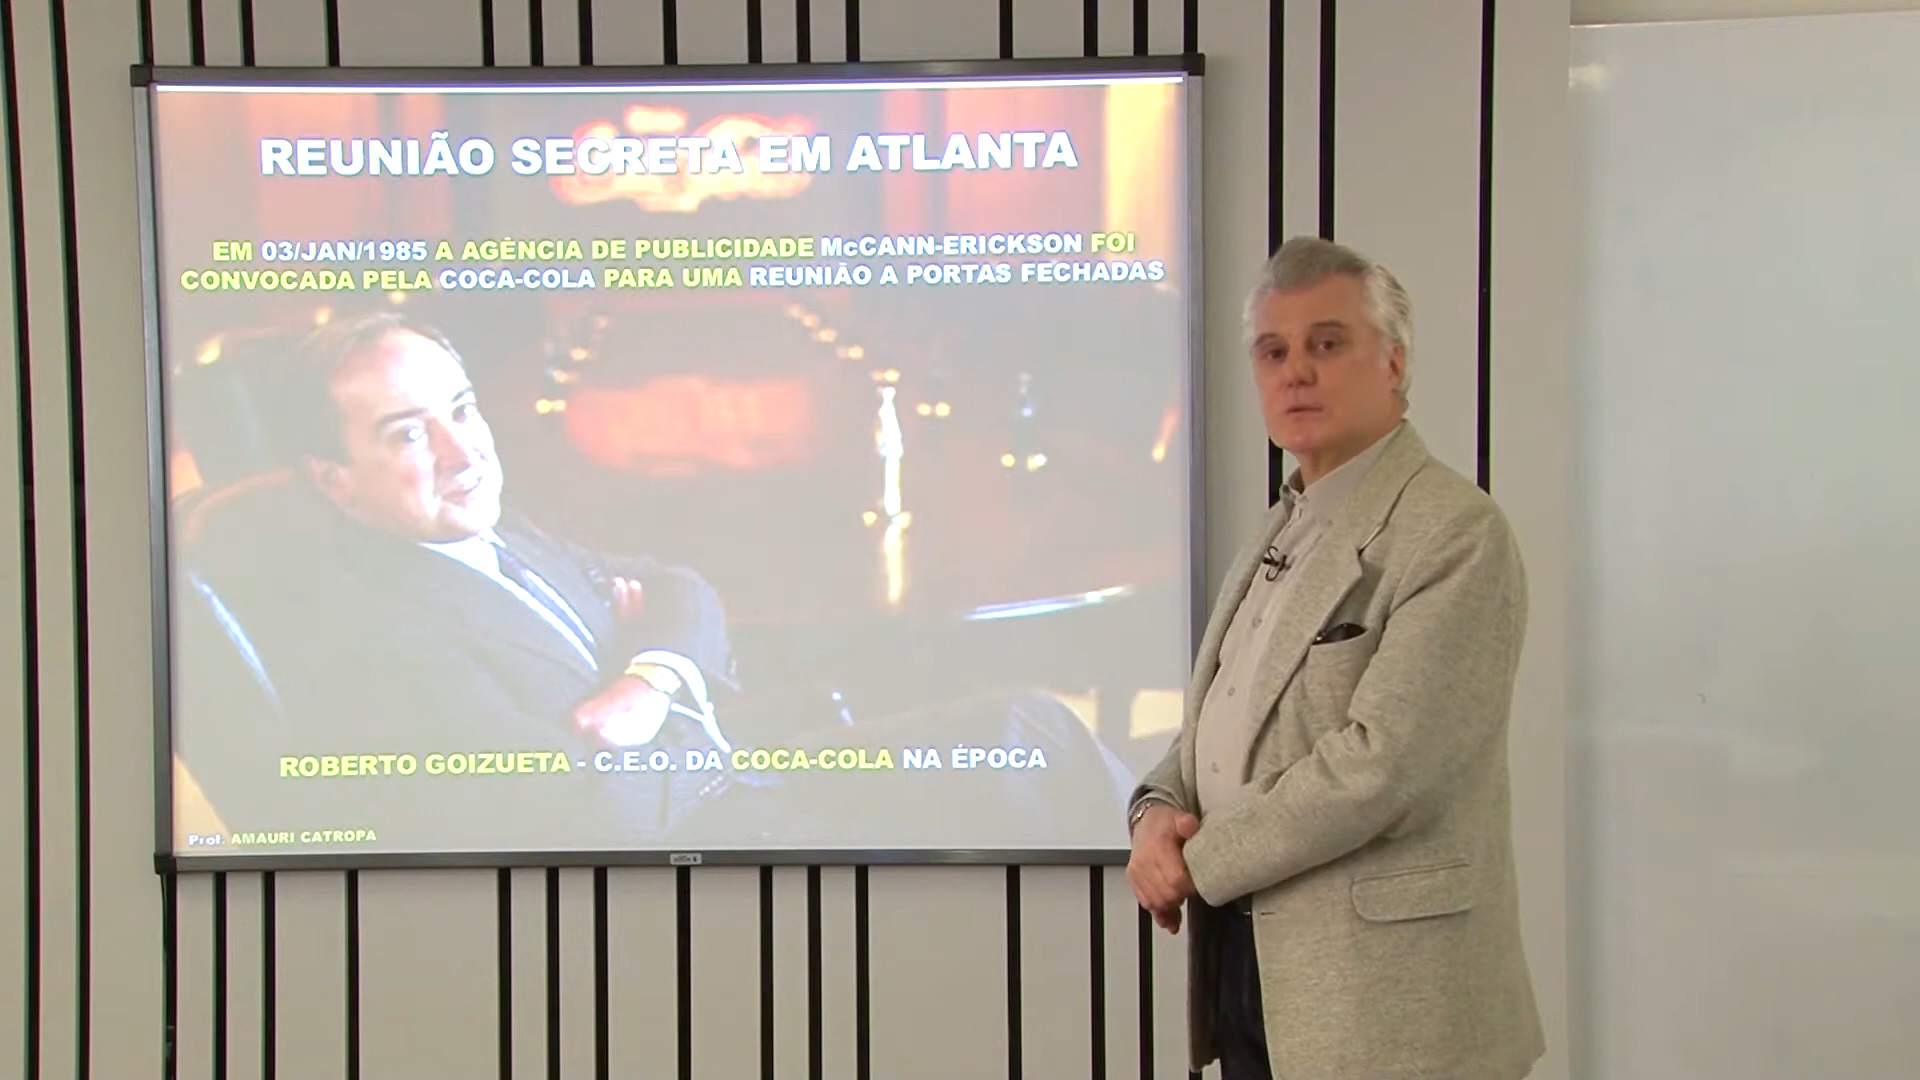 REUNIÃO SECRETA EM ATLANTA
EM 03/JAN/1985 A AGÊNCIA DE PUBLICIDADE McCANN-ERICKSON FOI
CONVOCADA PELA COCA-COLA PARA UMA REUNIÃO A PORTAS FECHADAS
ROBERTO GOIZUETA - C.E.O. DA COCA-COLA NA ÉPOCA
Prof. AMAURI CATROPA